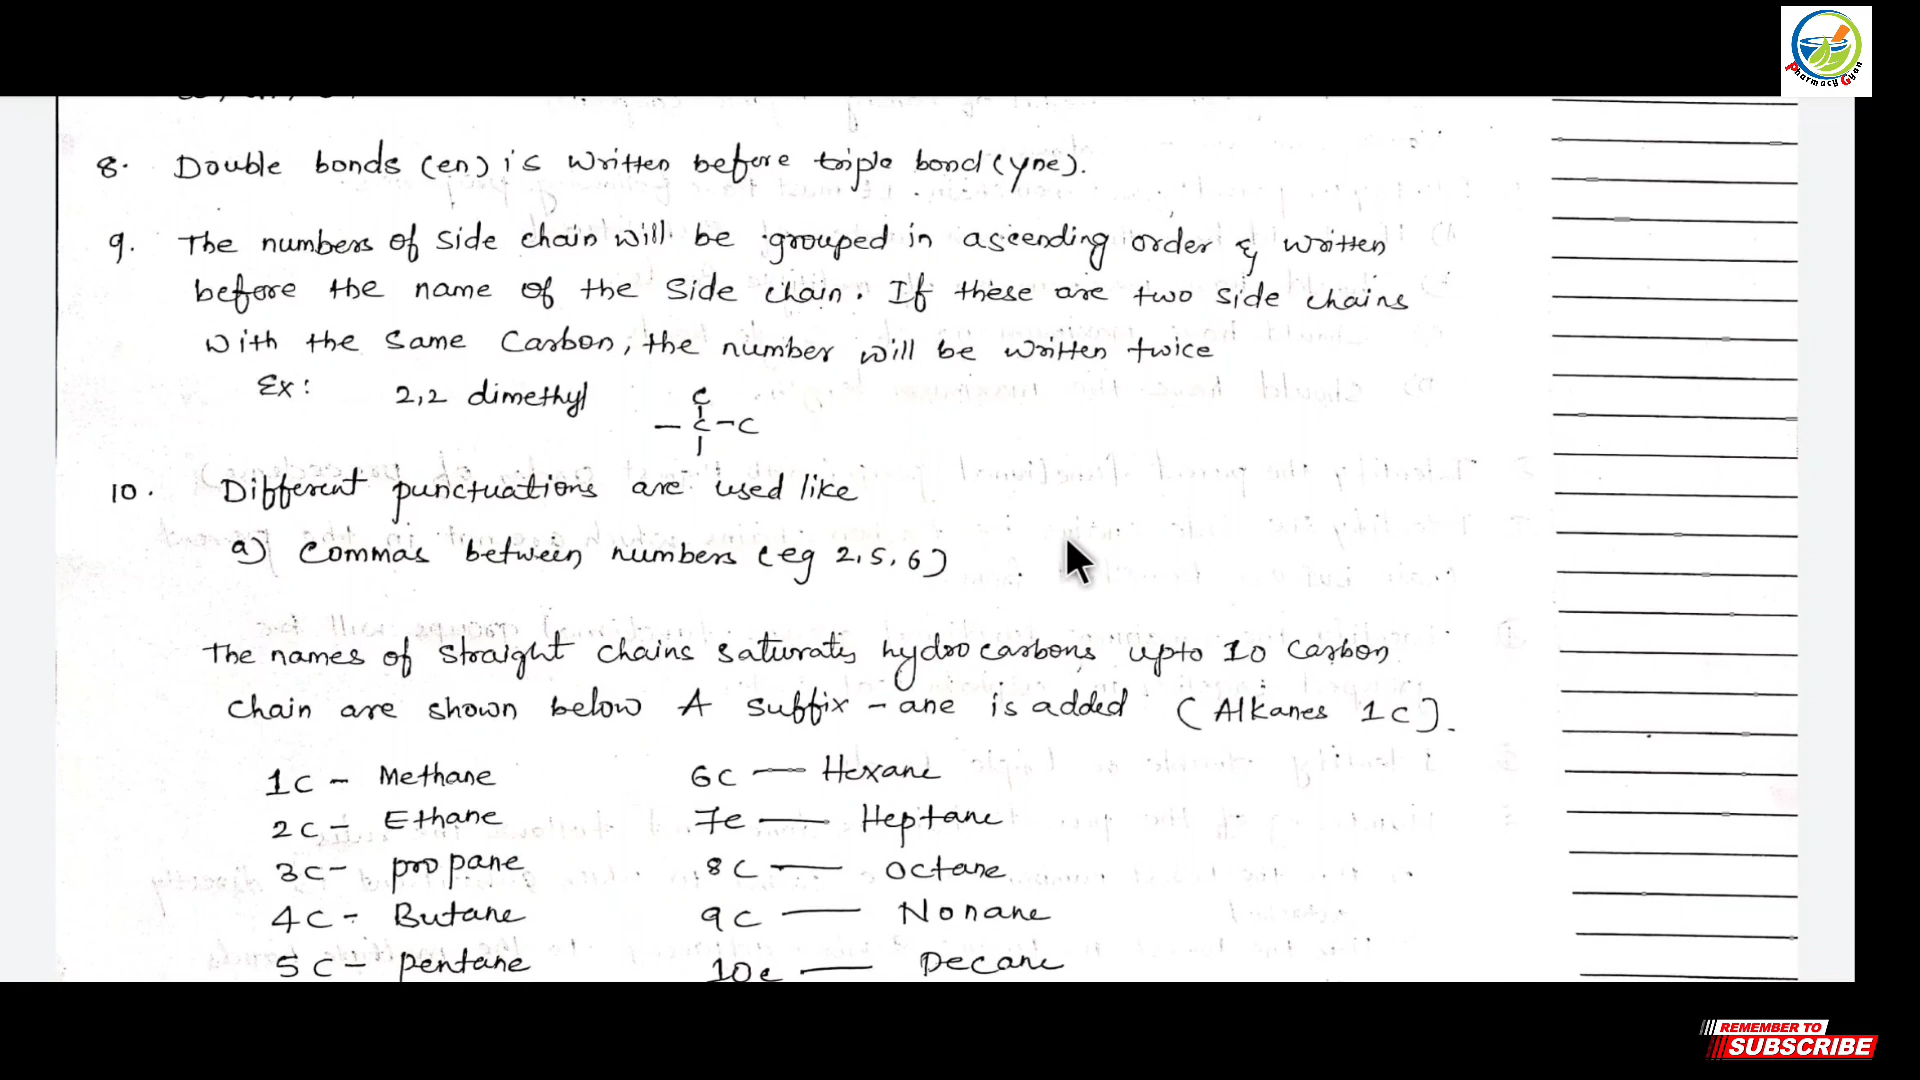 Pharmacy Gyan
8. Double bonds (en) is written before triple bond (yne).
9. The numbers of side chain will be grouped in ascending order & written
before the name of the side chain. If these are two side chains
with the same carbon, the number will be written twice
Ex: 2,2 dimethyl
C
– C – C
10. Different punctuations are used like
a) Commas between numbers (eg 2,5,6)
The names of straight chains saturates hydrocarbons upto 10 carbon
chain are shown below A suffix - ane is added (Alkanes 1C).
1C - Methane 6C — Hexane
2C - Ethane 7C — Heptane
3C - propane 8C — Octane
4C - Butane 9C — Nonane
5C - pentane 10C — Decane
REMEMBER TO
SUBSCRIBE